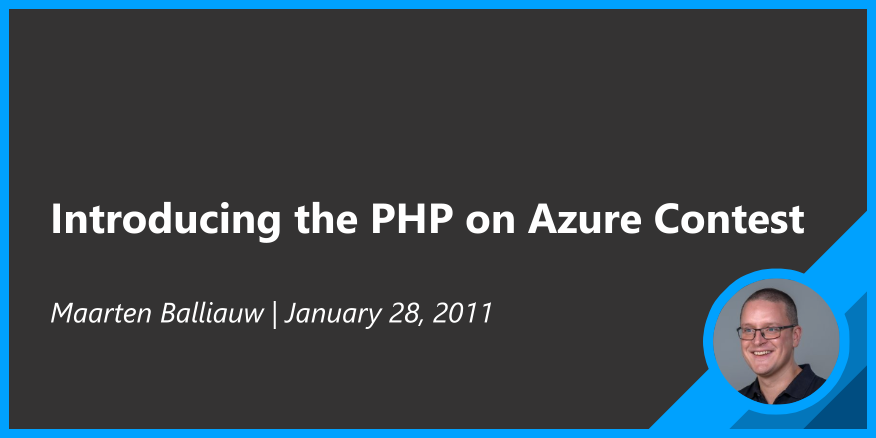 Introducing the PHP on Azure Contest
Maarten Balliauw | January 28, 2011